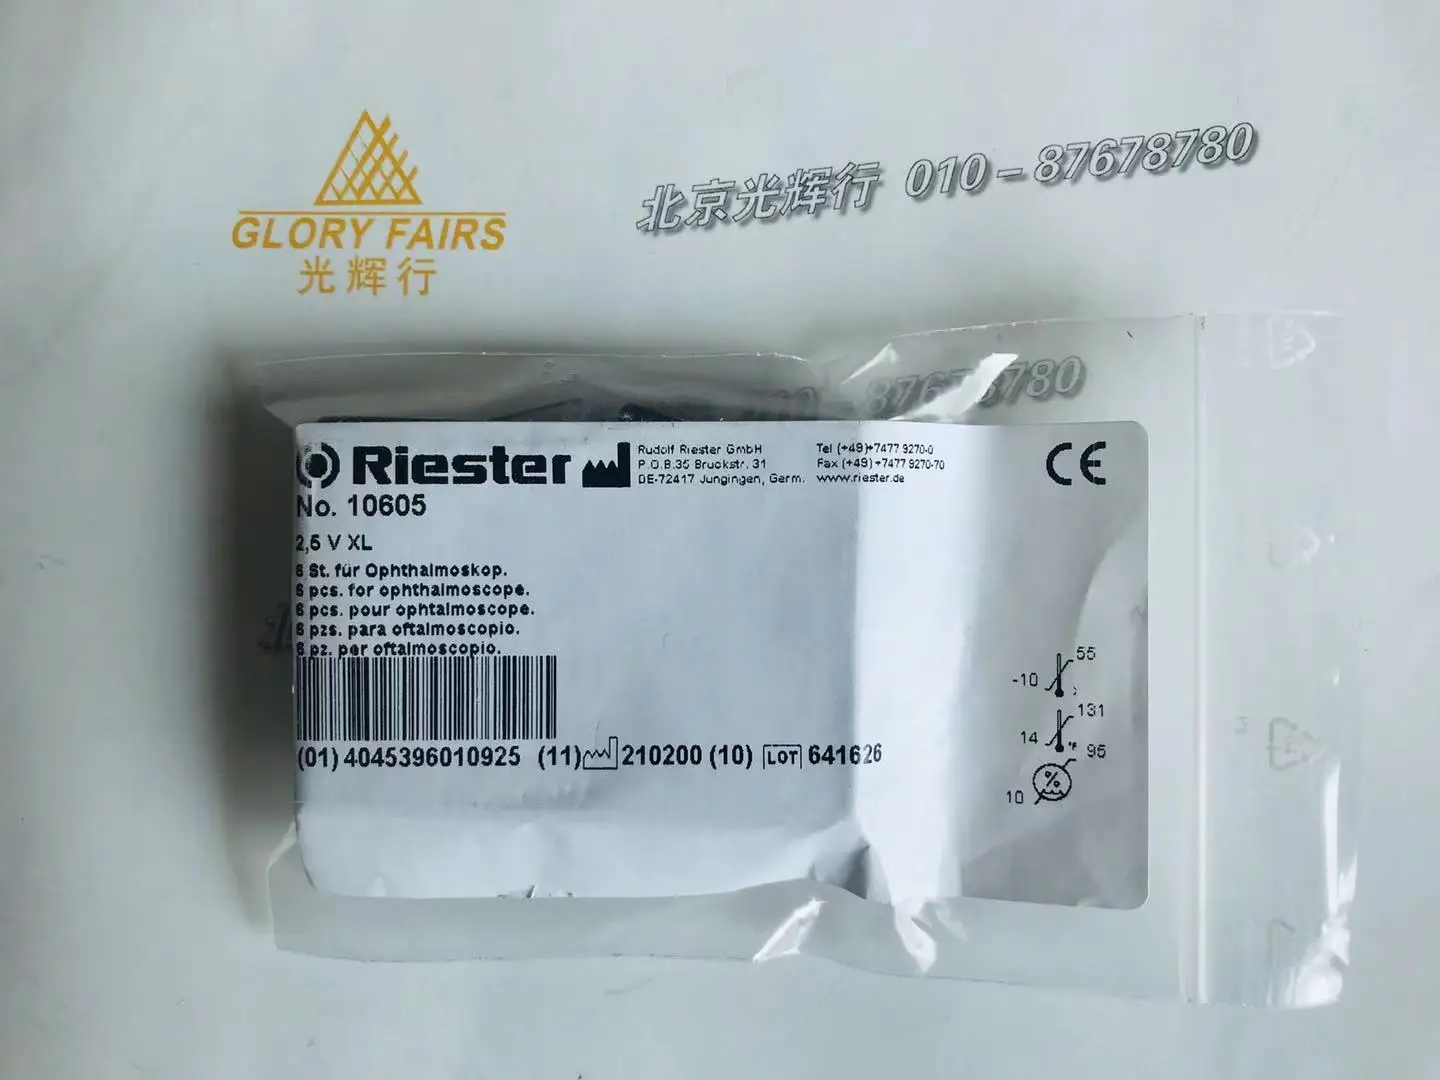 GLORY FAIRS
光辉行
北京光辉行 010-87678780
87678780
Riester
Rudolf Riester GmbH
P.O.B.35 Bruckstr. 31
DE-72417 Jungingen, Germ.
Tel (+49)+7477 9270-0
Fax (+49)+7477 9270-70
www.riester.de
CE
No. 10605
2,5 V XL
6 St. für Ophthalmoskop.
6 pcs. for ophthalmoscope.
6 pcs. pour ophtalmoscope.
6 pzs. para oftalmoscopio.
6 pz. per oftalmoscopio.
(01) 4045396010925 (11) 210200 (10) LOT 641626
-10 55
14 °F 131
10 % 95